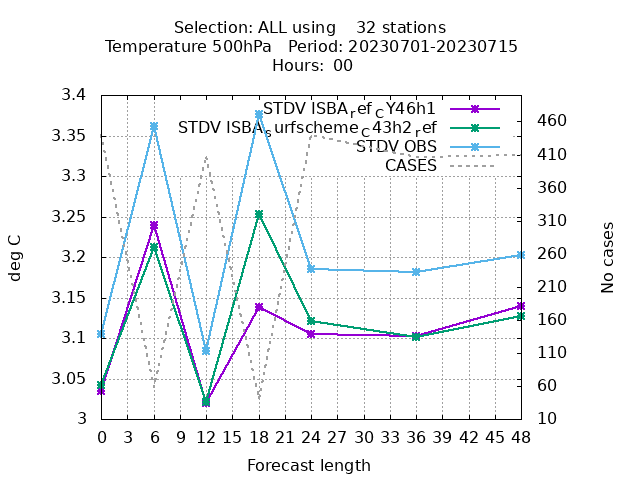 Selection: ALL using    32 stations
Temperature 500hPa   Period: 20230701-20230715
Hours:  00
3.4
3.35
3.3
3.25
3.2
3.15
3.1
3.05
3
deg C
STDV ISBA_ref_CY46h1
STDV ISBA_surfscheme_C43h2_ref
STDV OBS
CASES
460
410
360
310
260
210
160
110
60
10
No cases
0 3 6 9 12 15 18 21 24 27 30 33 36 39 42 45 48
Forecast length